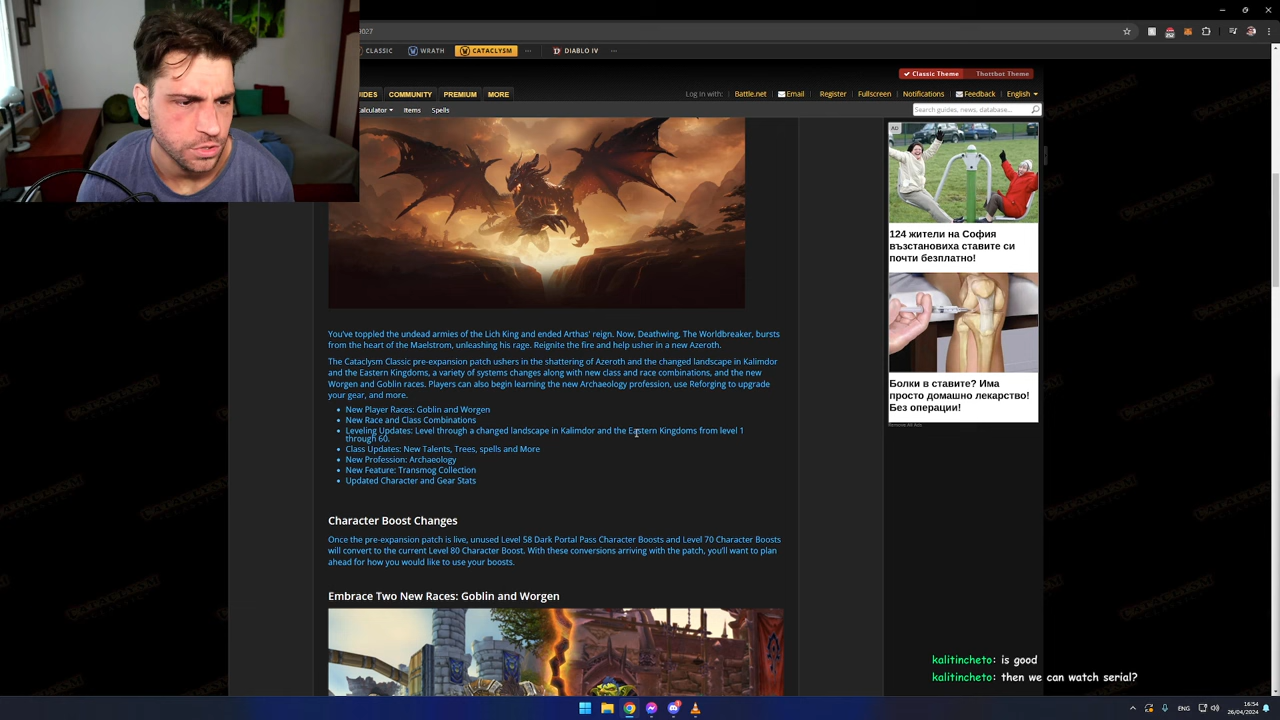 3027
CLASSIC
WRATH
CATACLYSM
DIABLO IV
Classic Theme
Thottbot Theme
COMMUNITY
PREMIUM
MORE
Log in with:
Battle.net
Email
Register
Fullscreen
Notifications
Feedback
English
Items
Spells
Search guides, news, database...
AD
124 жители на София
възстановиха ставите си
почти безплатно!
Болки в ставите? Има
просто домашно лекарство!
Без операции!
Remove All Ads
You've toppled the undead armies of the Lich King and ended Arthas' reign. Now, Deathwing, The Worldbreaker, bursts
from the heart of the Maelstrom, unleashing his rage. Reignite the fire and help usher in a new Azeroth.
The Cataclysm Classic pre-expansion patch ushers in the shattering of Azeroth and the changed landscape in Kalimdor
and the Eastern Kingdoms, a variety of systems changes along with new class and race combinations, and the new
Worgen and Goblin races. Players can also begin learning the new Archaeology profession, use Reforging to upgrade
your gear, and more.
• New Player Races: Goblin and Worgen
• New Race and Class Combinations
• Leveling Updates: Level through a changed landscape in Kalimdor and the Eastern Kingdoms from level 1
through 60.
• Class Updates: New Talents, Trees, spells and More
• New Profession: Archaeology
• New Feature: Transmog Collection
• Updated Character and Gear Stats
Character Boost Changes
Once the pre-expansion patch is live, unused Level 58 Dark Portal Pass Character Boosts and Level 70 Character Boosts
will convert to the current Level 80 Character Boost. With these conversions arriving with the patch, you'll want to plan
ahead for how you would like to use your boosts.
Embrace Two New Races: Goblin and Worgen
kalitincheto: is good
kalitincheto: then we can watch serial?
ENG
16:54
26/04/2024